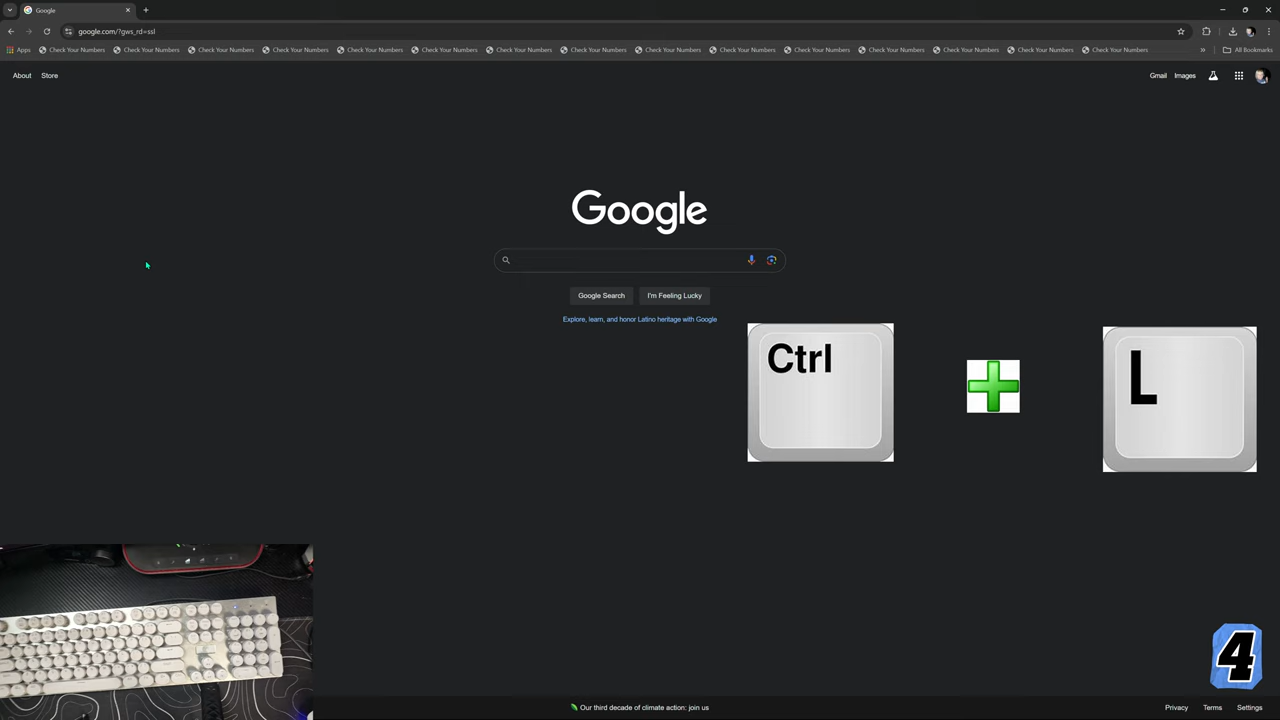 Google
google.com/?gws_rd=ssl
Apps Check Your Numbers Check Your Numbers Check Your Numbers Check Your Numbers Check Your Numbers Check Your Numbers Check Your Numbers Check Your Numbers Check Your Numbers Check Your Numbers Check Your Numbers Check Your Numbers Check Your Numbers Check Your Numbers Check Your Numbers » All Bookmarks
About Store Gmail Images
Google
Google Search I'm Feeling Lucky
Explore, learn, and honor Latino heritage with Google
Ctrl L
4
Our third decade of climate action: join us Privacy Terms Settings